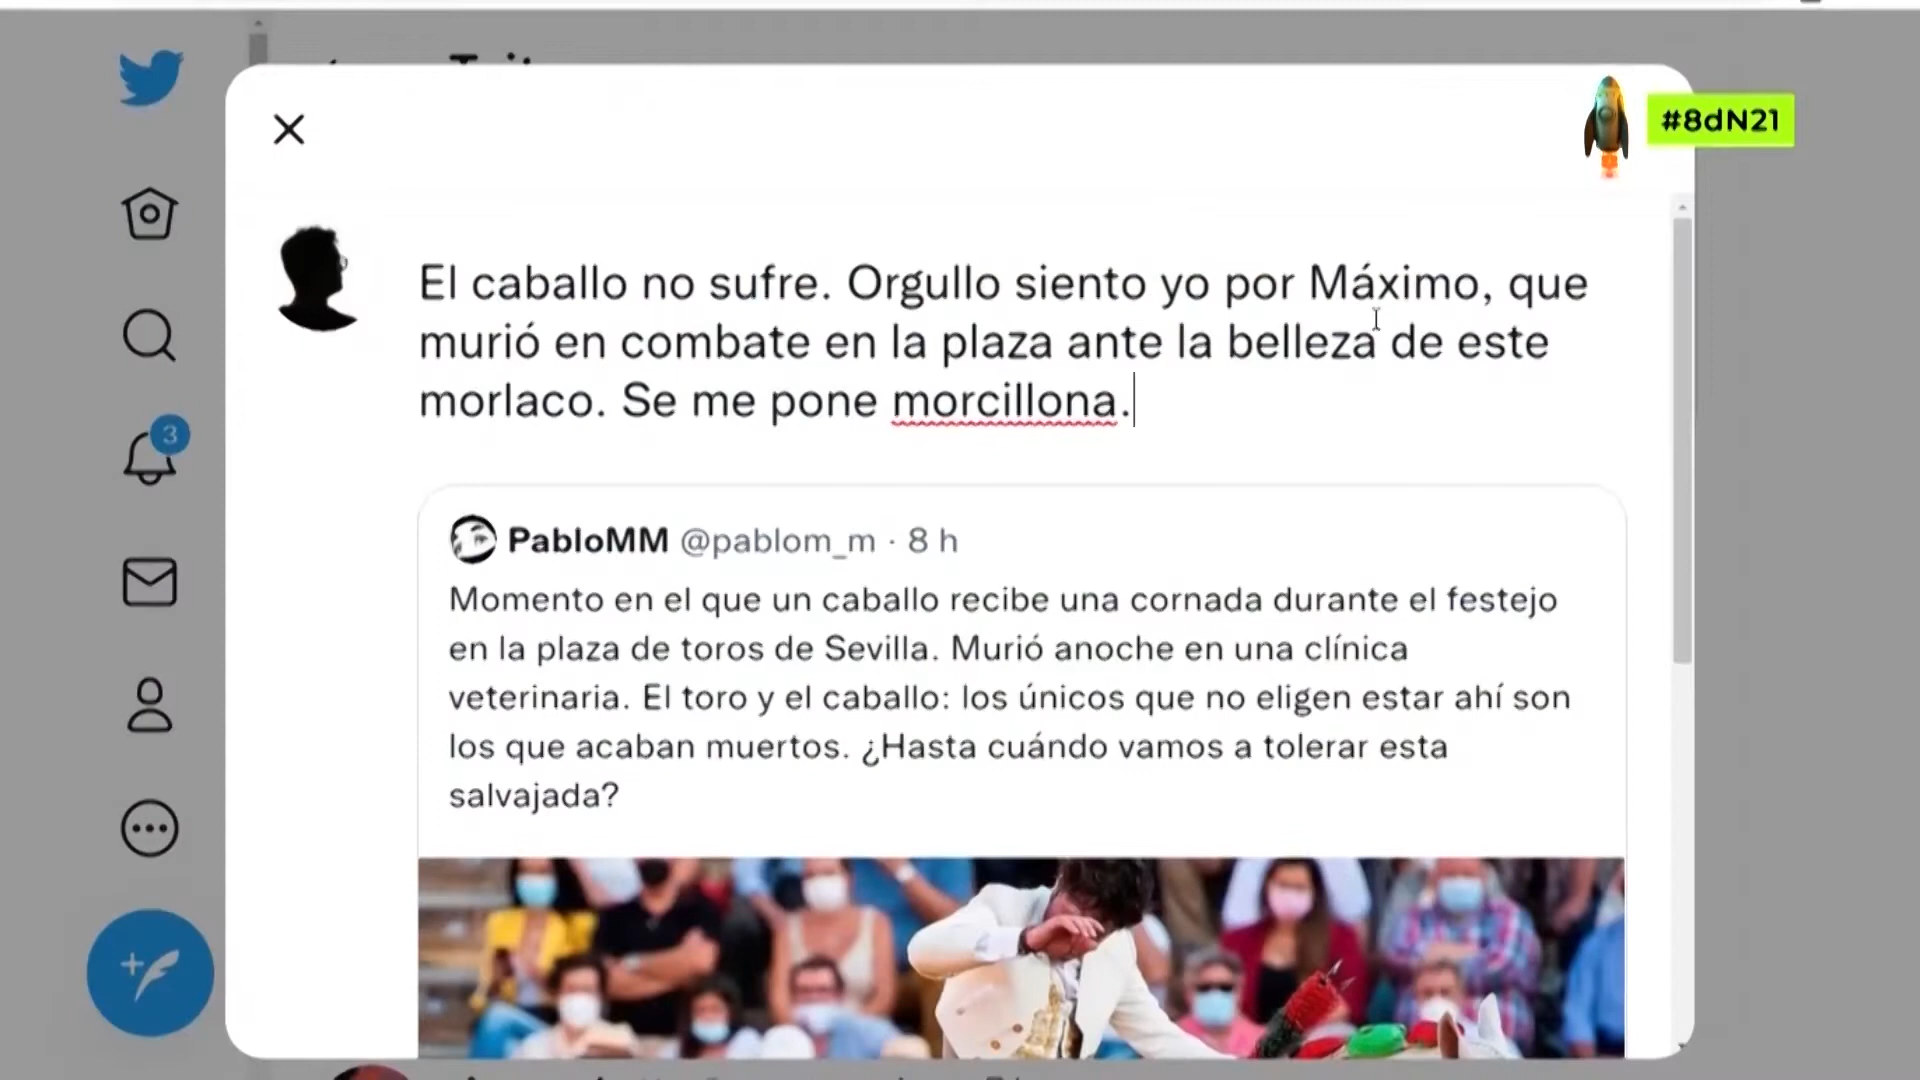 #8dN21
El caballo no sufre. Orgullo siento yo por Máximo, que
murió en combate en la plaza ante la belleza de este
morlaco. Se me pone morcillona.
3
PabloMM @pablom_m · 8 h
Momento en el que un caballo recibe una cornada durante el festejo
en la plaza de toros de Sevilla. Murió anoche en una clínica
veterinaria. El toro y el caballo: los únicos que no eligen estar ahí son
los que acaban muertos. ¿Hasta cuándo vamos a tolerar esta
salvajada?